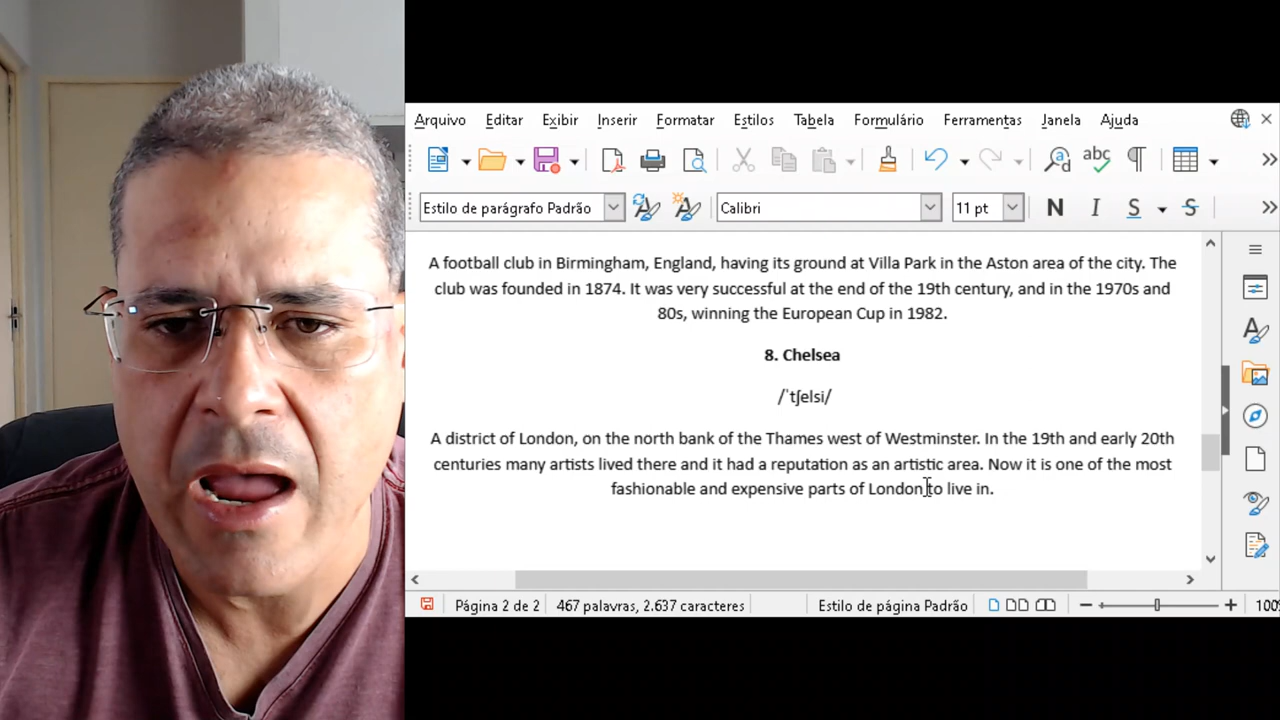 Arquivo Editar Exibir Inserir Formatar Estilos Tabela Formulário Ferramentas Janela Ajuda
abc
Estilo de parágrafo Padrão Calibri 11 pt N I S S
A football club in Birmingham, England, having its ground at Villa Park in the Aston area of the city. The
club was founded in 1874. It was very successful at the end of the 19th century, and in the 1970s and
80s, winning the European Cup in 1982.
8. Chelsea
/ˈtʃelsi/
A district of London, on the north bank of the Thames west of Westminster. In the 19th and early 20th
centuries many artists lived there and it had a reputation as an artistic area. Now it is one of the most
fashionable and expensive parts of London to live in.
Página 2 de 2 467 palavras, 2.637 caracteres Estilo de página Padrão 100